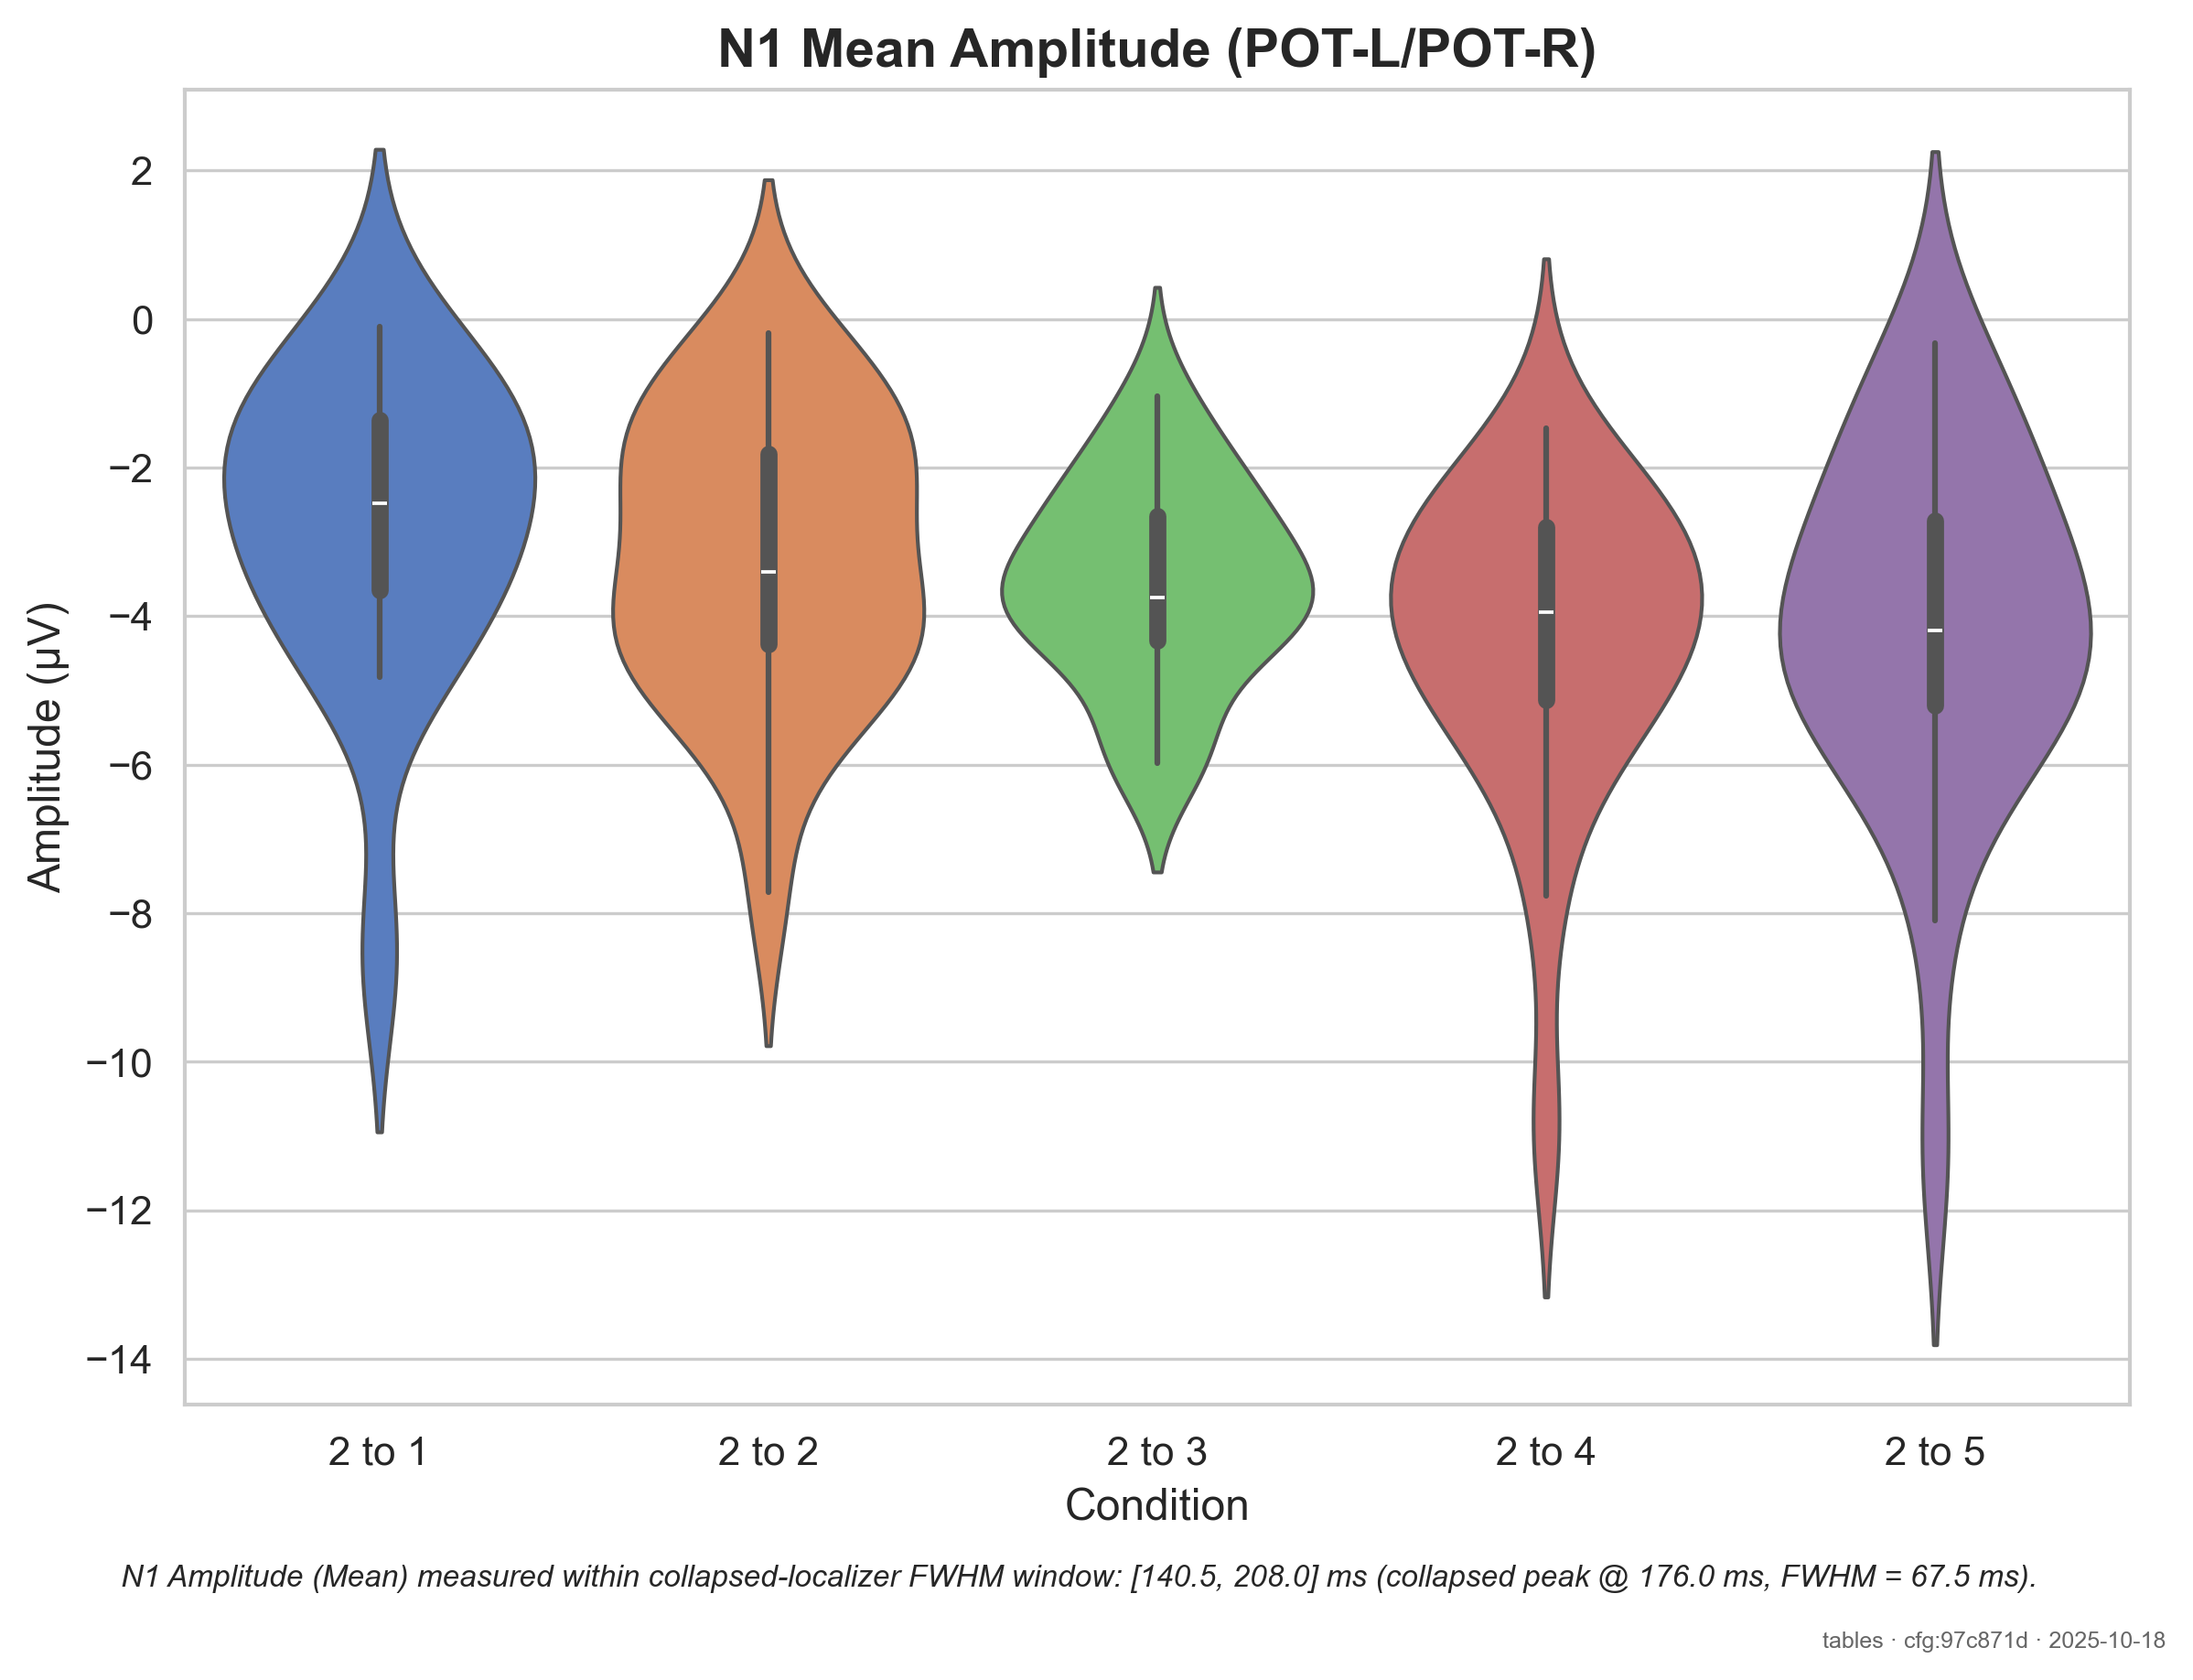 N1 Mean Amplitude (POT-L/POT-R)
Amplitude (µV)
2
0
−2
−4
−6
−8
−10
−12
−14
2 to 1 2 to 2 2 to 3 2 to 4 2 to 5
Condition
N1 Amplitude (Mean) measured within collapsed-localizer FWHM window: [140.5, 208.0] ms (collapsed peak @ 176.0 ms, FWHM = 67.5 ms).
tables · cfg:97c871d · 2025-10-18